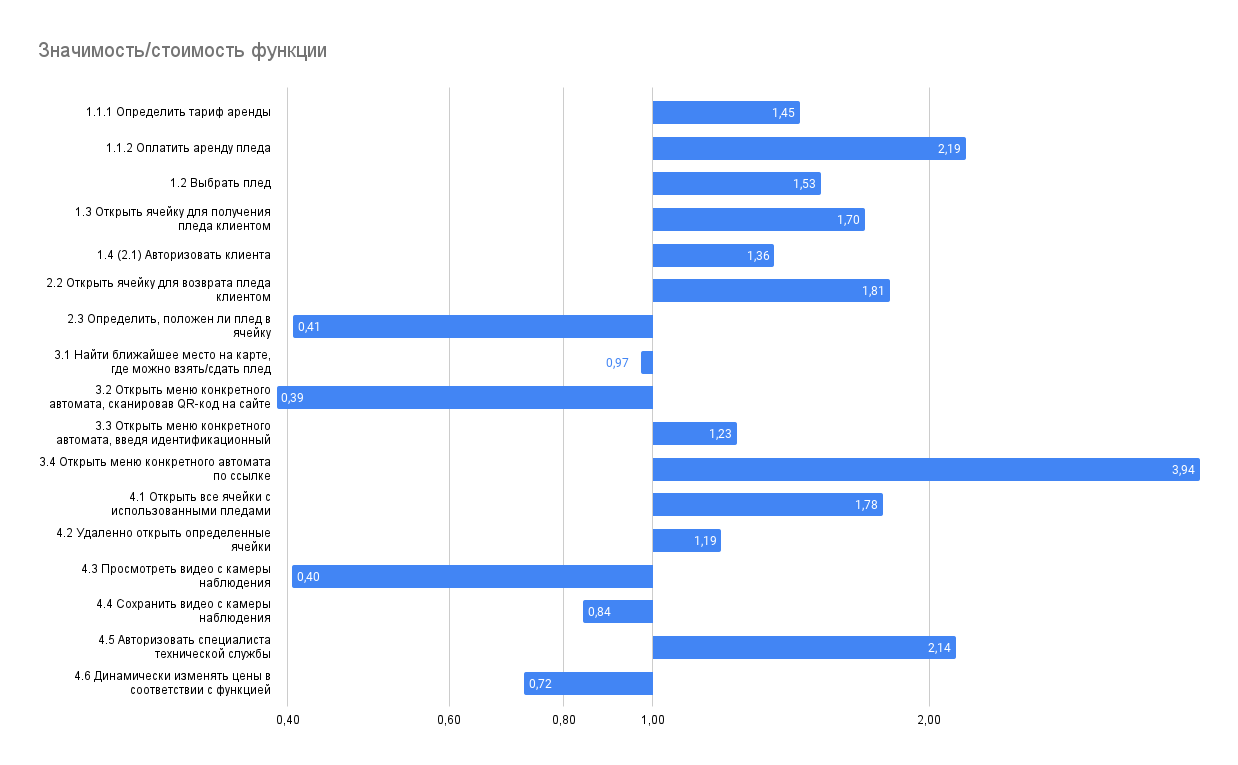 Значимость/стоимость функции
1.1.1 Определить тариф аренды
1,45
1.1.2 Оплатить аренду пледа
2,19
1.2 Выбрать плед
1,53
1.3 Открыть ячейку для получения
пледа клиентом
1,70
1.4 (2.1) Авторизовать клиента
1,36
2.2 Открыть ячейку для возврата пледа
клиентом
1,81
2.3 Определить, положен ли плед в
ячейку
0,41
3.1 Найти ближайшее место на карте,
где можно взять/сдать плед
0,97
3.2 Открыть меню конкретного
автомата, сканировав QR-код на сайте
0,39
3.3 Открыть меню конкретного
автомата, введя идентификационный
1,23
3.4 Открыть меню конкретного автомата
по ссылке
3,94
4.1 Открыть все ячейки с
использованными пледами
1,78
4.2 Удаленно открыть определенные
ячейки
1,19
4.3 Просмотреть видео с камеры
наблюдения
0,40
4.4 Сохранить видео с камеры
наблюдения
0,84
4.5 Авторизовать специалиста
технической службы
2,14
4.6 Динамически изменять цены в
соответствии с функцией
0,72
0,40 0,60 0,80 1,00 2,00